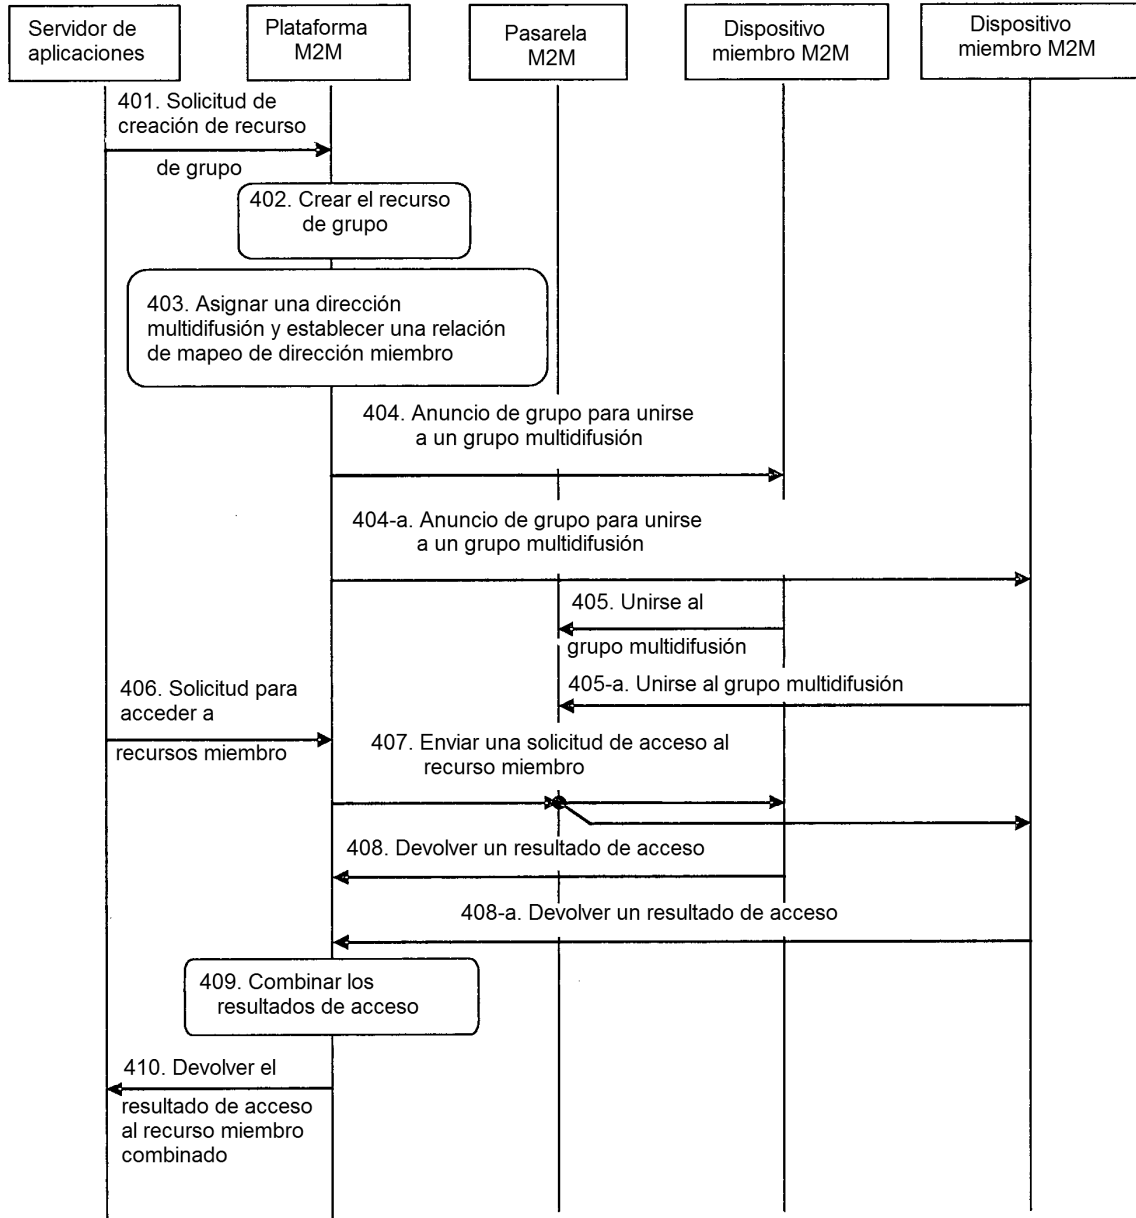 Servidor de
aplicaciones
Plataforma
M2M
Pasarela
M2M
Dispositivo
miembro M2M
Dispositivo
miembro M2M
401. Solicitud de
creación de recurso
de grupo
402. Crear el recurso
de grupo
403. Asignar una dirección
multidifusión y establecer una relación
de mapeo de dirección miembro
404. Anuncio de grupo para unirse
a un grupo multidifusión
404-a. Anuncio de grupo para unirse
a un grupo multidifusión
405. Unirse al
grupo multidifusión
405-a. Unirse al grupo multidifusión
406. Solicitud para
acceder a
recursos miembro
407. Enviar una solicitud de acceso al
recurso miembro
408. Devolver un resultado de acceso
408-a. Devolver un resultado de acceso
409. Combinar los
resultados de acceso
410. Devolver el
resultado de acceso
al recurso miembro
combinado